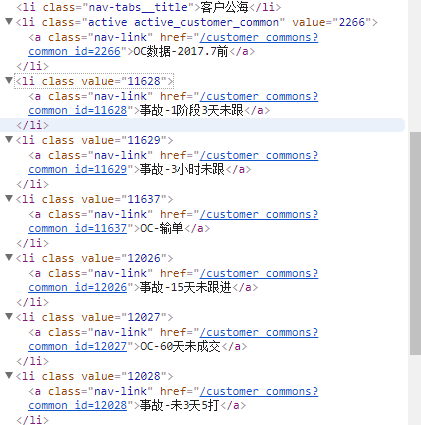 <li class="nav-tabs__title">客户公海</li>
▼<li class="active active_customer_common" value="2266">
<a class="nav-link" href="/customer_commons?
common_id=2266">OC数据-2017.7前</a>
</li>
▼<li class value="11628">
<a class="nav-link" href="/customer_commons?
common_id=11628">事故-1阶段3天未跟</a>
</li>
▼<li class value="11629">
<a class="nav-link" href="/customer_commons?
common_id=11629">事故-3小时未跟</a>
</li>
▼<li class value="11637">
<a class="nav-link" href="/customer_commons?
common_id=11637">OC-输单</a>
</li>
▼<li class value="12026">
<a class="nav-link" href="/customer_commons?
common_id=12026">事故-15天未跟进</a>
</li>
▼<li class value="12027">
<a class="nav-link" href="/customer_commons?
common_id=12027">OC-60天未成交</a>
</li>
▼<li class value="12028">
<a class="nav-link" href="/customer_commons?
common_id=12028">事故-未3天5打</a>
</li>